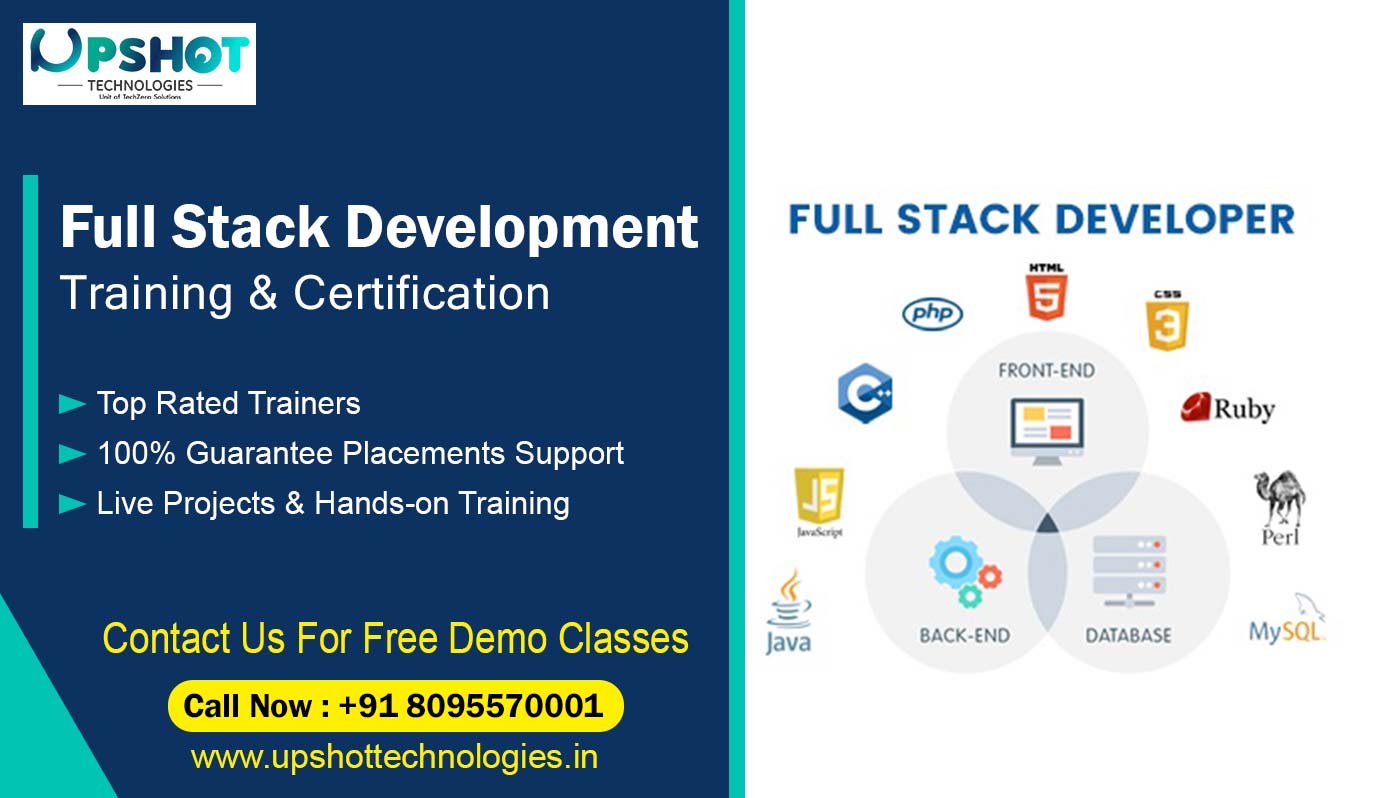 UPSHOT
TECHNOLOGIES
Unit of TechZero Solutions
Full Stack Development
Training & Certification
Top Rated Trainers
100% Guarantee Placements Support
Live Projects & Hands-on Training
Contact Us For Free Demo Classes
Call Now : +91 8095570001
www.upshottechnologies.in
FULL STACK DEVELOPER
HTML
5
php
CSS
3
FRONT-END
C++
Ruby
JS
JavaScript
Perl
Java
BACK-END
DATABASE
MySQL